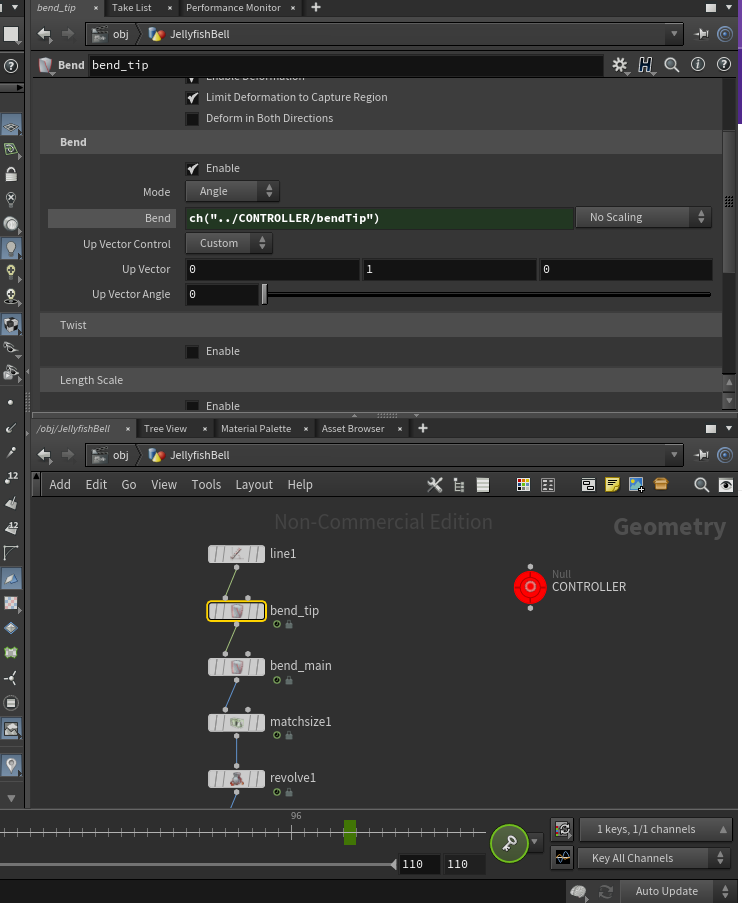 bend_tip × Take List × Performance Monitor × +
obj JellyfishBell
Bend bend_tip
Enable Deformation
Limit Deformation to Capture Region
Deform in Both Directions
Bend
Enable
Mode Angle
Bend ch("../CONTROLLER/bendTip") No Scaling
Up Vector Control Custom
Up Vector 0 1 0
Up Vector Angle 0
Twist
Enable
Length Scale
Enable
/obj/JellyfishBell × Tree View × Material Palette × Asset Browser × +
obj JellyfishBell
Add Edit Go View Tools Layout Help
Non-Commercial Edition
Geometry
line1
Null
CONTROLLER
bend_tip
bend_main
matchsize1
revolve1
12
12
96
1 keys, 1/1 channels
110 110
Key All Channels
Auto Update